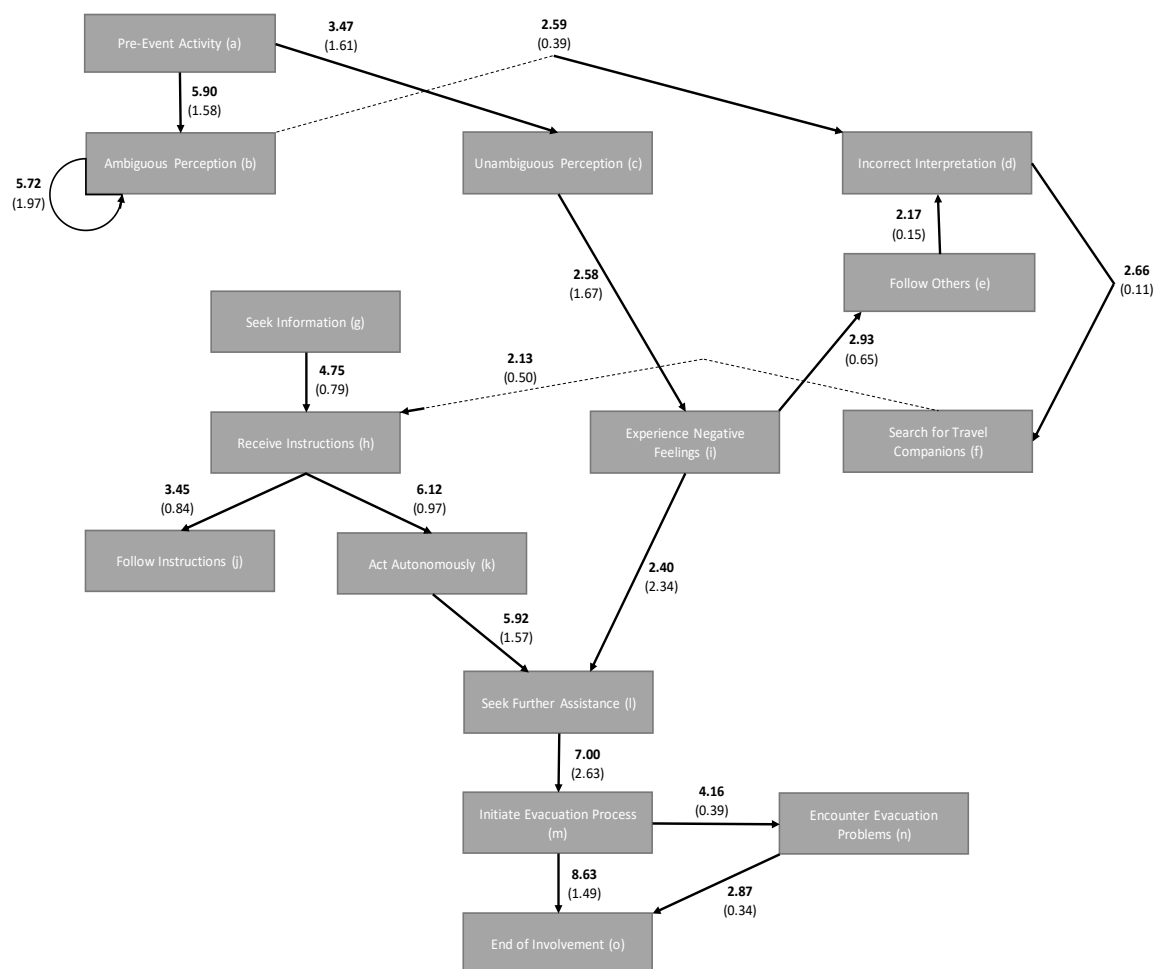 3.47
(1.61)
2.59
(0.39)
Pre-Event Activity (a)
5.90
(1.58)
Ambiguous Perception (b)
Unambiguous Perception (c)
Incorrect Interpretation (d)
5.72
(1.97)
2.17
(0.15)
2.58
(1.67)
2.66
(0.11)
Follow Others (e)
Seek Information (g)
4.75
(0.79)
2.13
(0.50)
2.93
(0.65)
Receive Instructions (h)
Experience Negative
Feelings (i)
Search for Travel
Companions (f)
3.45
(0.84)
6.12
(0.97)
Follow Instructions (j)
Act Autonomously (k)
2.40
(2.34)
5.92
(1.57)
Seek Further Assistance (l)
7.00
(2.63)
Initiate Evacuation Process
(m)
4.16
(0.39)
Encounter Evacuation
Problems (n)
8.63
(1.49)
2.87
(0.34)
End of Involvement (o)